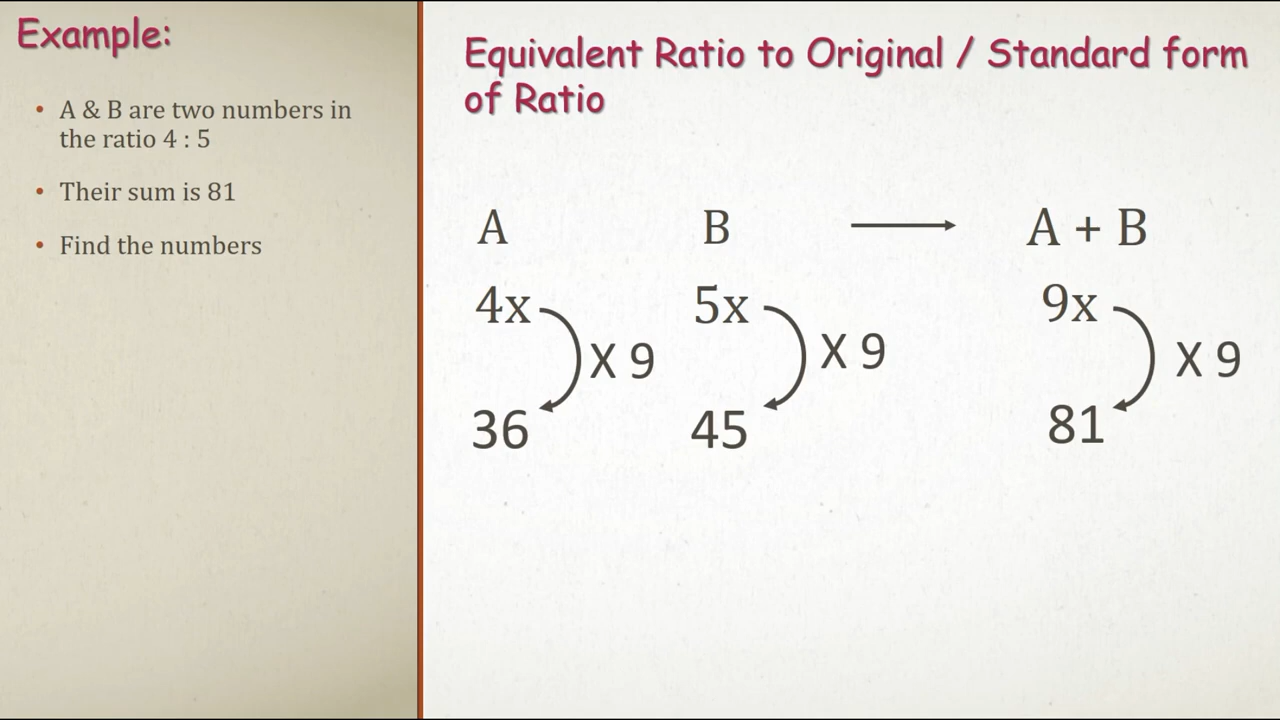 Example:
• A & B are two numbers in
the ratio 4 : 5
• Their sum is 81
• Find the numbers
Equivalent Ratio to Original / Standard form
of Ratio
A B A + B
4x 5x 9x
X 9 X 9 X 9
36 45 81